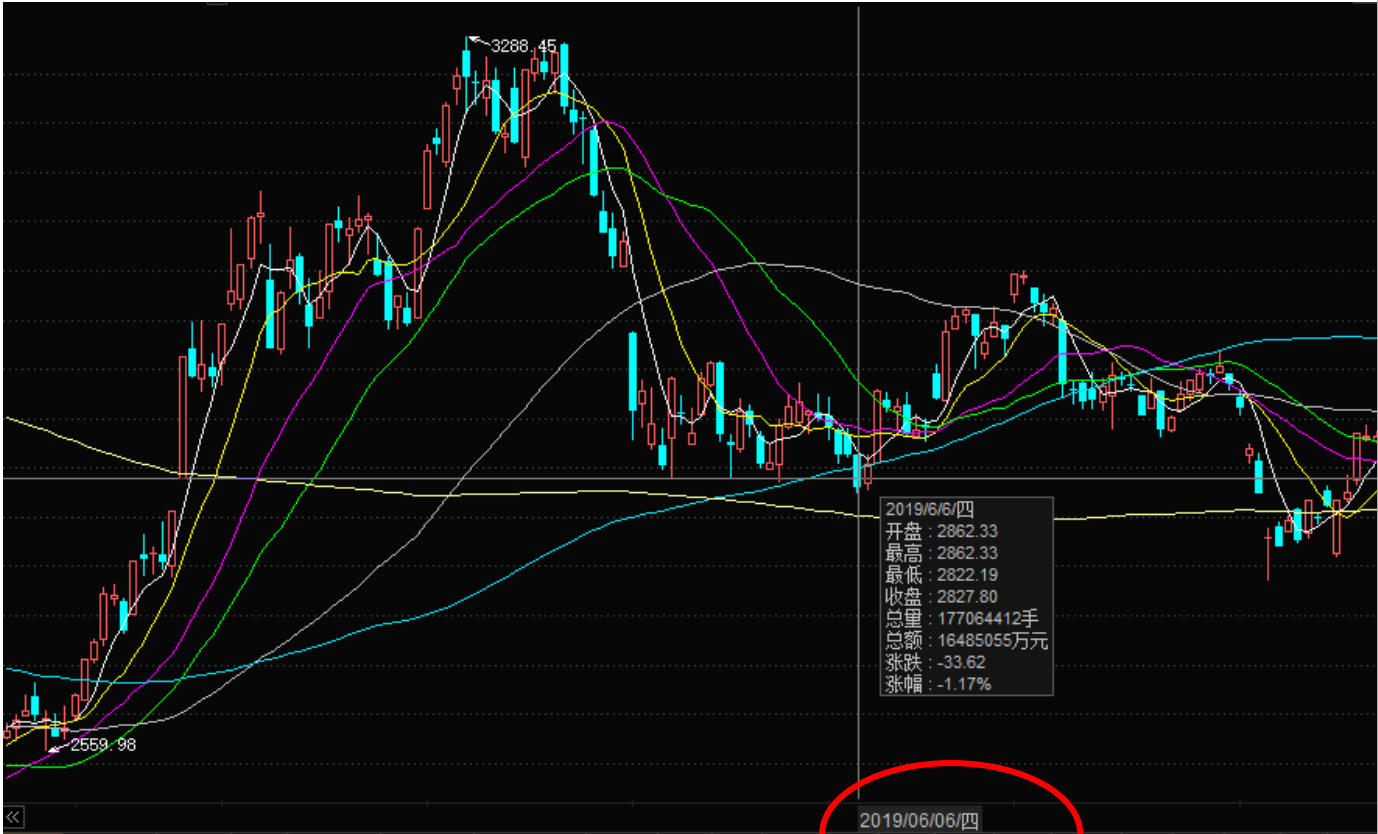 3288.45
2019/6/6/四
开盘 : 2862.33
最高 : 2862.33
最低 : 2822.19
收盘 : 2827.80
总量 : 177064412手
总额 : 16485055万元
涨跌 : -33.62
涨幅 : -1.17%
2559.98
2019/06/06/四